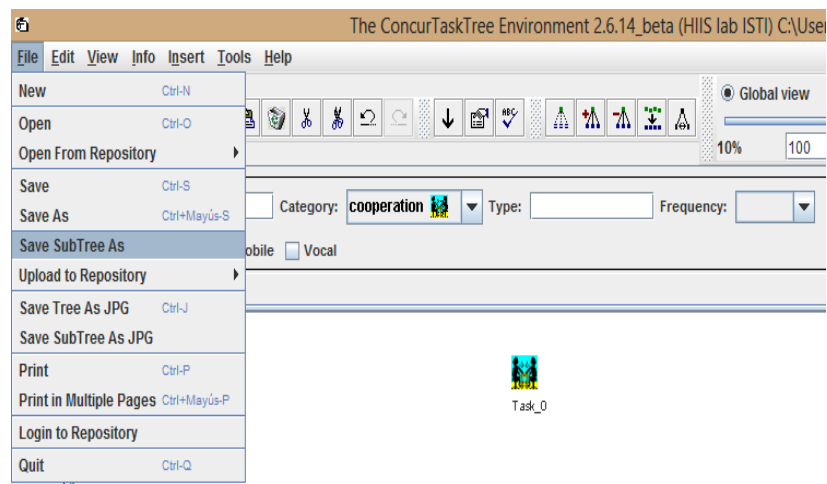 The ConcurTaskTree Environment 2.6.14_beta (HIIS lab ISTI) C:\User
File Edit View Info Insert Tools Help
New Ctrl-N
Open Ctrl-O
Open From Repository
Save Ctrl-S
Save As Ctrl+Mayús-S
Save SubTree As
Upload to Repository
Save Tree As JPG Ctrl-J
Save SubTree As JPG
Print Ctrl-P
Print in Multiple Pages Ctrl+Mayús-P
Login to Repository
Quit Ctrl-Q
ABC
Global view
10% 100
Category: cooperation Type: Frequency:
obile Vocal
Task_0